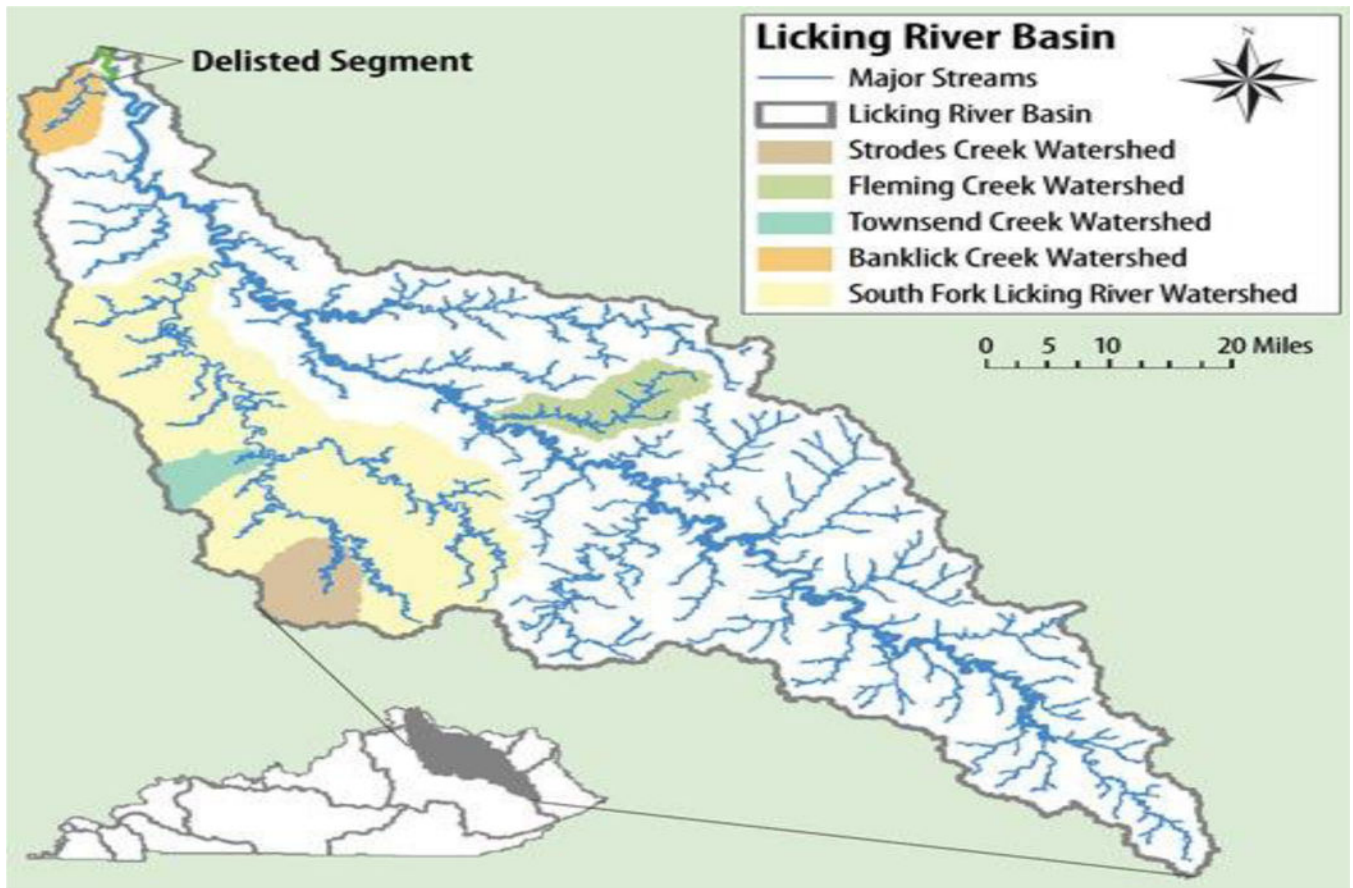 Delisted Segment
Licking River Basin
Major Streams
Licking River Basin
Strodes Creek Watershed
Fleming Creek Watershed
Townsend Creek Watershed
Banklick Creek Watershed
South Fork Licking River Watershed
N
0 5 10 20 Miles